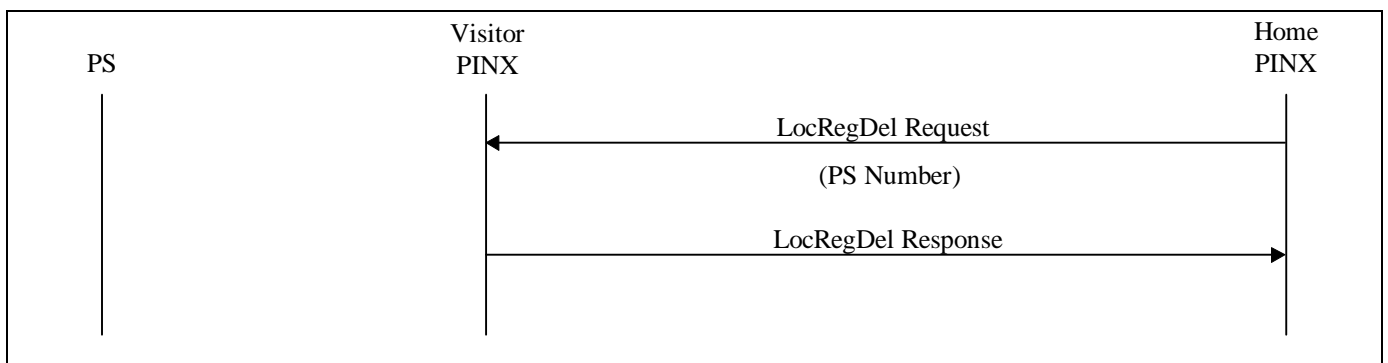 Visitor
Home
PS
PINX
PINX
LocRegDel Request
(PS Number)
LocRegDel Response